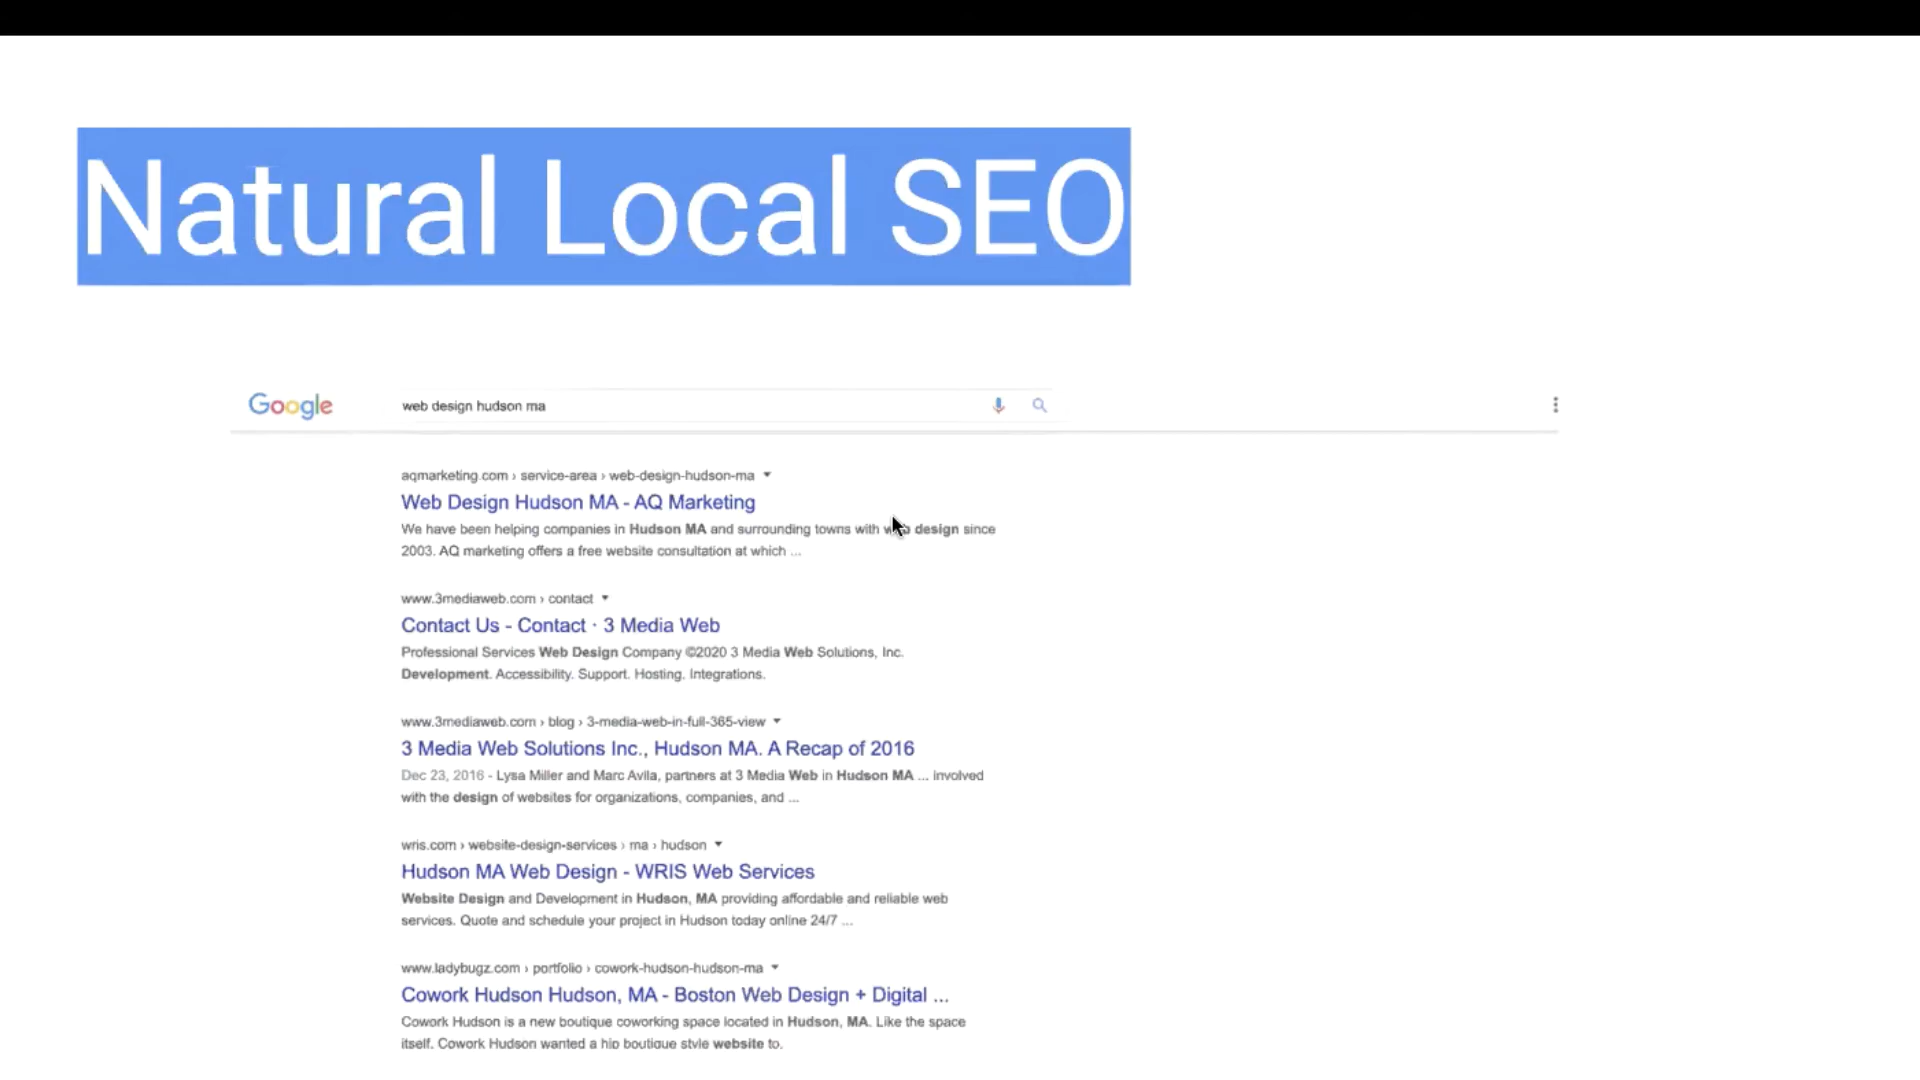 Natural Local SEO
Google
web design hudson ma
aqmarketing.com › service-area › web-design-hudson-ma
Web Design Hudson MA - AQ Marketing
We have been helping companies in Hudson MA and surrounding towns with web design since
2003. AQ marketing offers a free website consultation at which ...
www.3mediaweb.com › contact
Contact Us - Contact · 3 Media Web
Professional Services Web Design Company ©2020 3 Media Web Solutions, Inc.
Development. Accessibility. Support. Hosting. Integrations.
www.3mediaweb.com › blog › 3-media-web-in-full-365-view
3 Media Web Solutions Inc., Hudson MA. A Recap of 2016
Dec 23, 2016 - Lysa Miller and Marc Avila, partners at 3 Media Web in Hudson MA ... involved
with the design of websites for organizations, companies, and ...
wris.com › website-design-services › ma › hudson
Hudson MA Web Design - WRIS Web Services
Website Design and Development in Hudson, MA providing affordable and reliable web
services. Quote and schedule your project in Hudson today online 24/7 ...
www.ladybugz.com › portfolio › cowork-hudson-hudson-ma
Cowork Hudson Hudson, MA - Boston Web Design + Digital ...
Cowork Hudson is a new boutique coworking space located in Hudson, MA. Like the space
itself. Cowork Hudson wanted a hip boutique style website to.